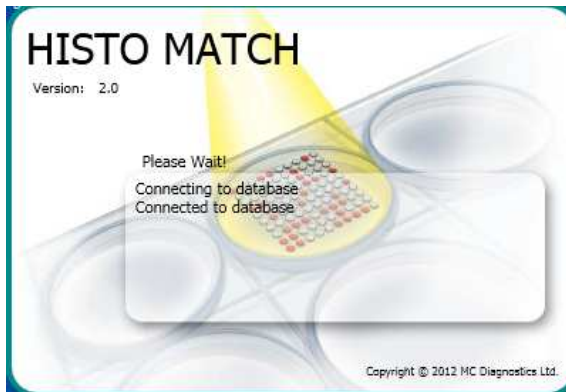 HISTO MATCH
Version: 2.0
Please Wait!
Connecting to database
Connected to database
Copyright © 2012 MC Diagnostics Ltd.